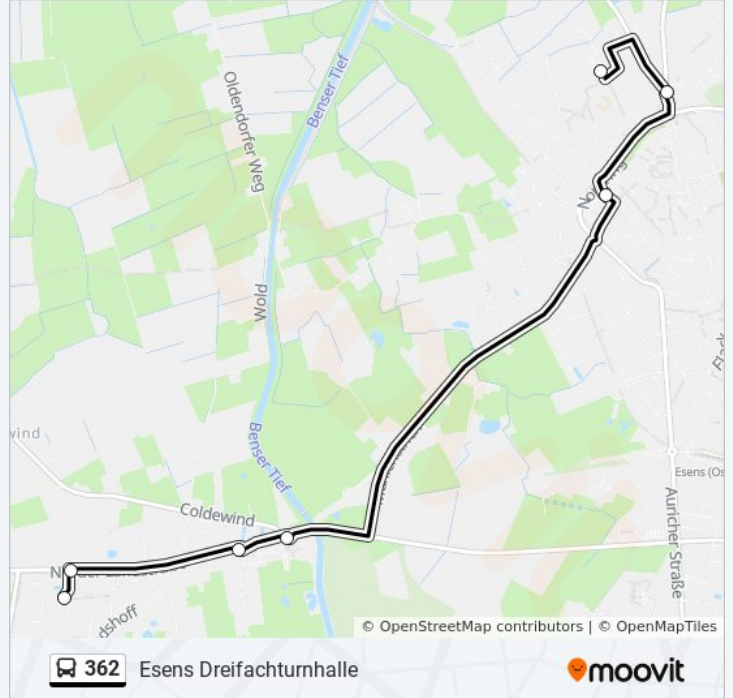 Benser Tief
Oldendorfer Weg
Wold
wind
Benser Tief
Coldewind
Esens (Os
Auricher Straße
dshoff
© OpenStreetMap contributors | © OpenMapTiles
362 Esens Dreifachturnhalle
moovit